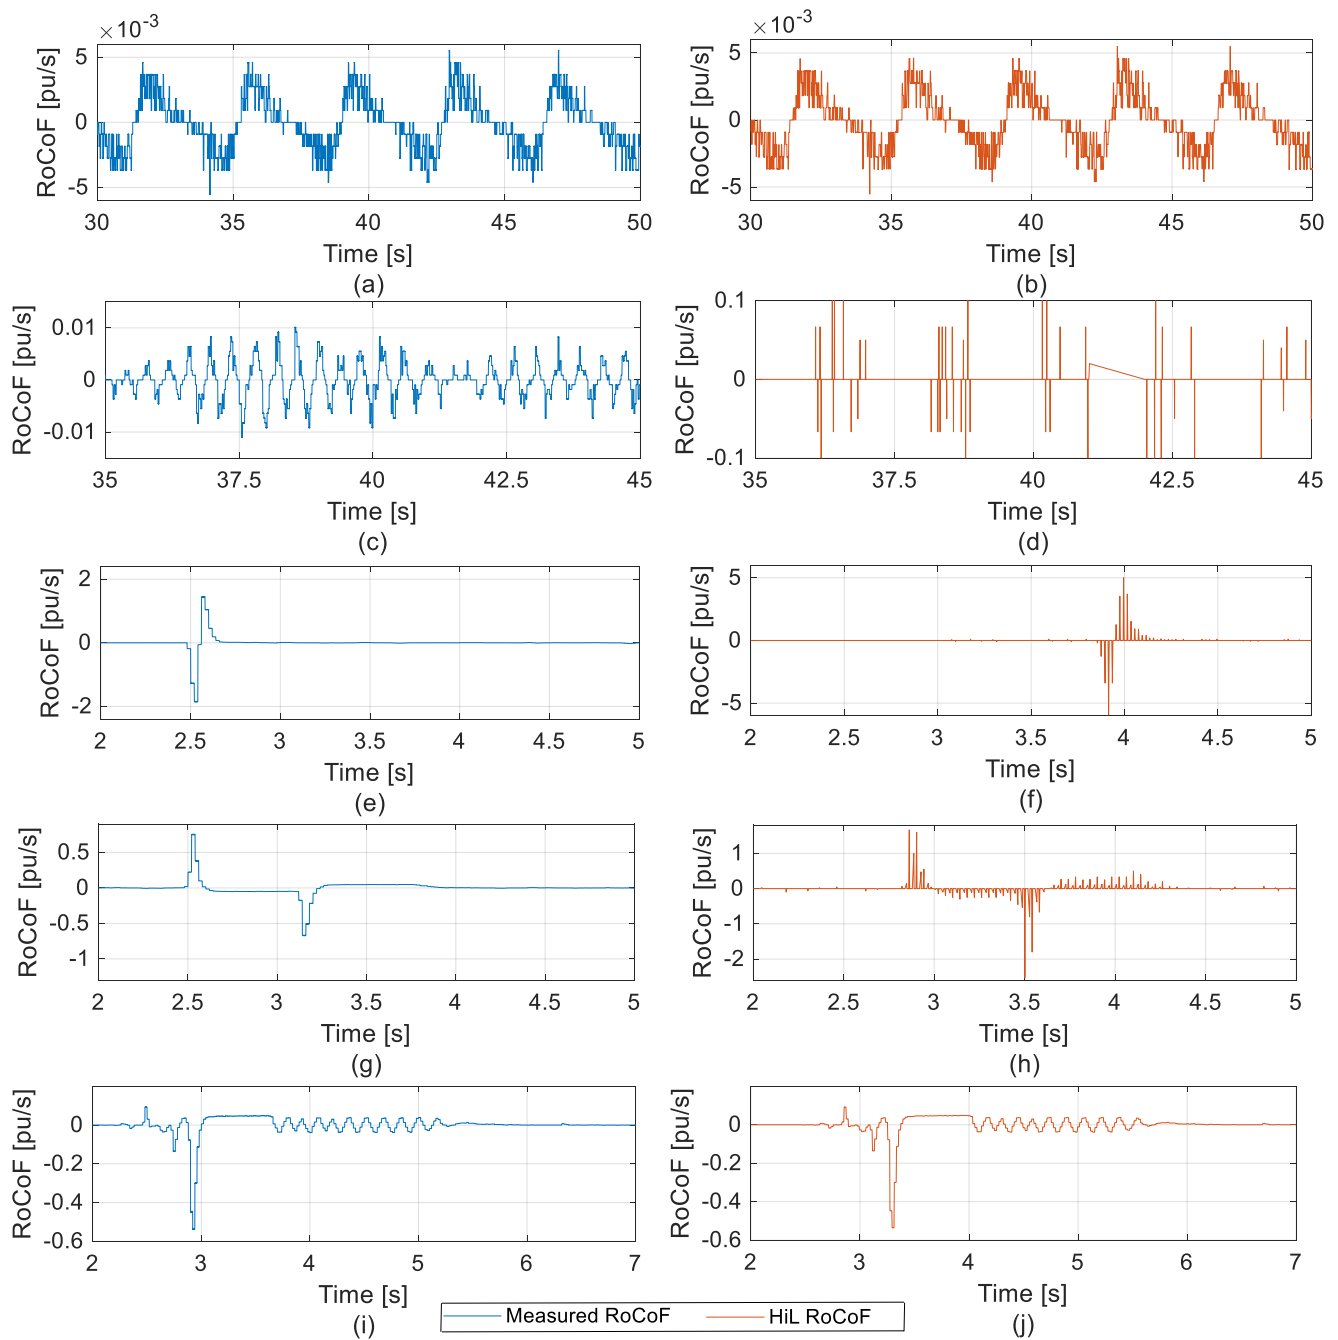 ×10⁻³ ×10⁻³
RoCoF [pu/s] 5 0 -5 RoCoF [pu/s] 5 0 -5
30 35 40 45 50 30 35 40 45 50
Time [s] Time [s]
(a) (b)
RoCoF [pu/s] 0.01 0 -0.01 RoCoF [pu/s] 0.1 0 -0.1
35 37.5 40 42.5 45 35 37.5 40 42.5 45
Time [s] Time [s]
(c) (d)
RoCoF [pu/s] 2 0 -2 RoCoF [pu/s] 5 0 -5
2 2.5 3 3.5 4 4.5 5 2 2.5 3 3.5 4 4.5 5
Time [s] Time [s]
(e) (f)
RoCoF [pu/s] 0.5 0 -0.5 -1 RoCoF [pu/s] 1 0 -1 -2
2 2.5 3 3.5 4 4.5 5 2 2.5 3 3.5 4 4.5 5
Time [s] Time [s]
(g) (h)
RoCoF [pu/s] 0 -0.2 -0.4 -0.6 RoCoF [pu/s] 0 -0.2 -0.4 -0.6
2 3 4 5 6 7 2 3 4 5 6 7
Time [s] Time [s]
(i) (j)
Measured RoCoF HiL RoCoF